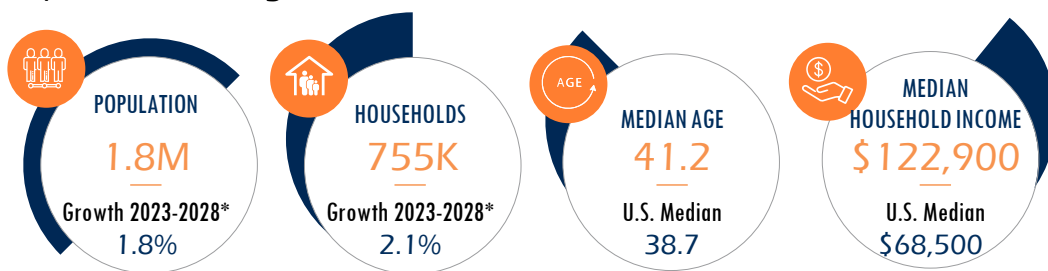 POPULATION
1.8M
Growth 2023-2028*
1.8%
HOUSEHOLDS
755K
Growth 2023-2028*
2.1%
AGE
MEDIAN AGE
41.2
U.S. Median
38.7
$
MEDIAN
HOUSEHOLD INCOME
$122,900
U.S. Median
$68,500